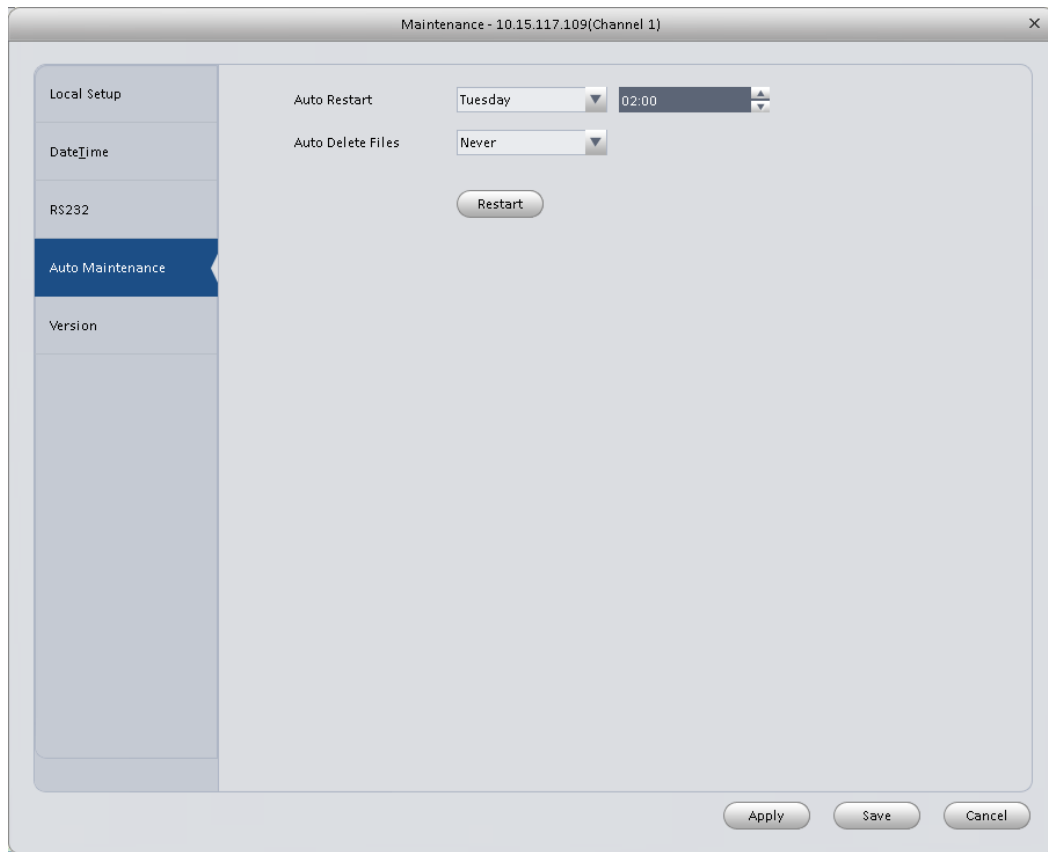 Maintenance - 10.15.117.109(Channel 1)
Local Setup
DateTime
RS232
Auto Maintenance
Version
Auto Restart Tuesday 02:00
Auto Delete Files Never
Restart
Apply Save Cancel